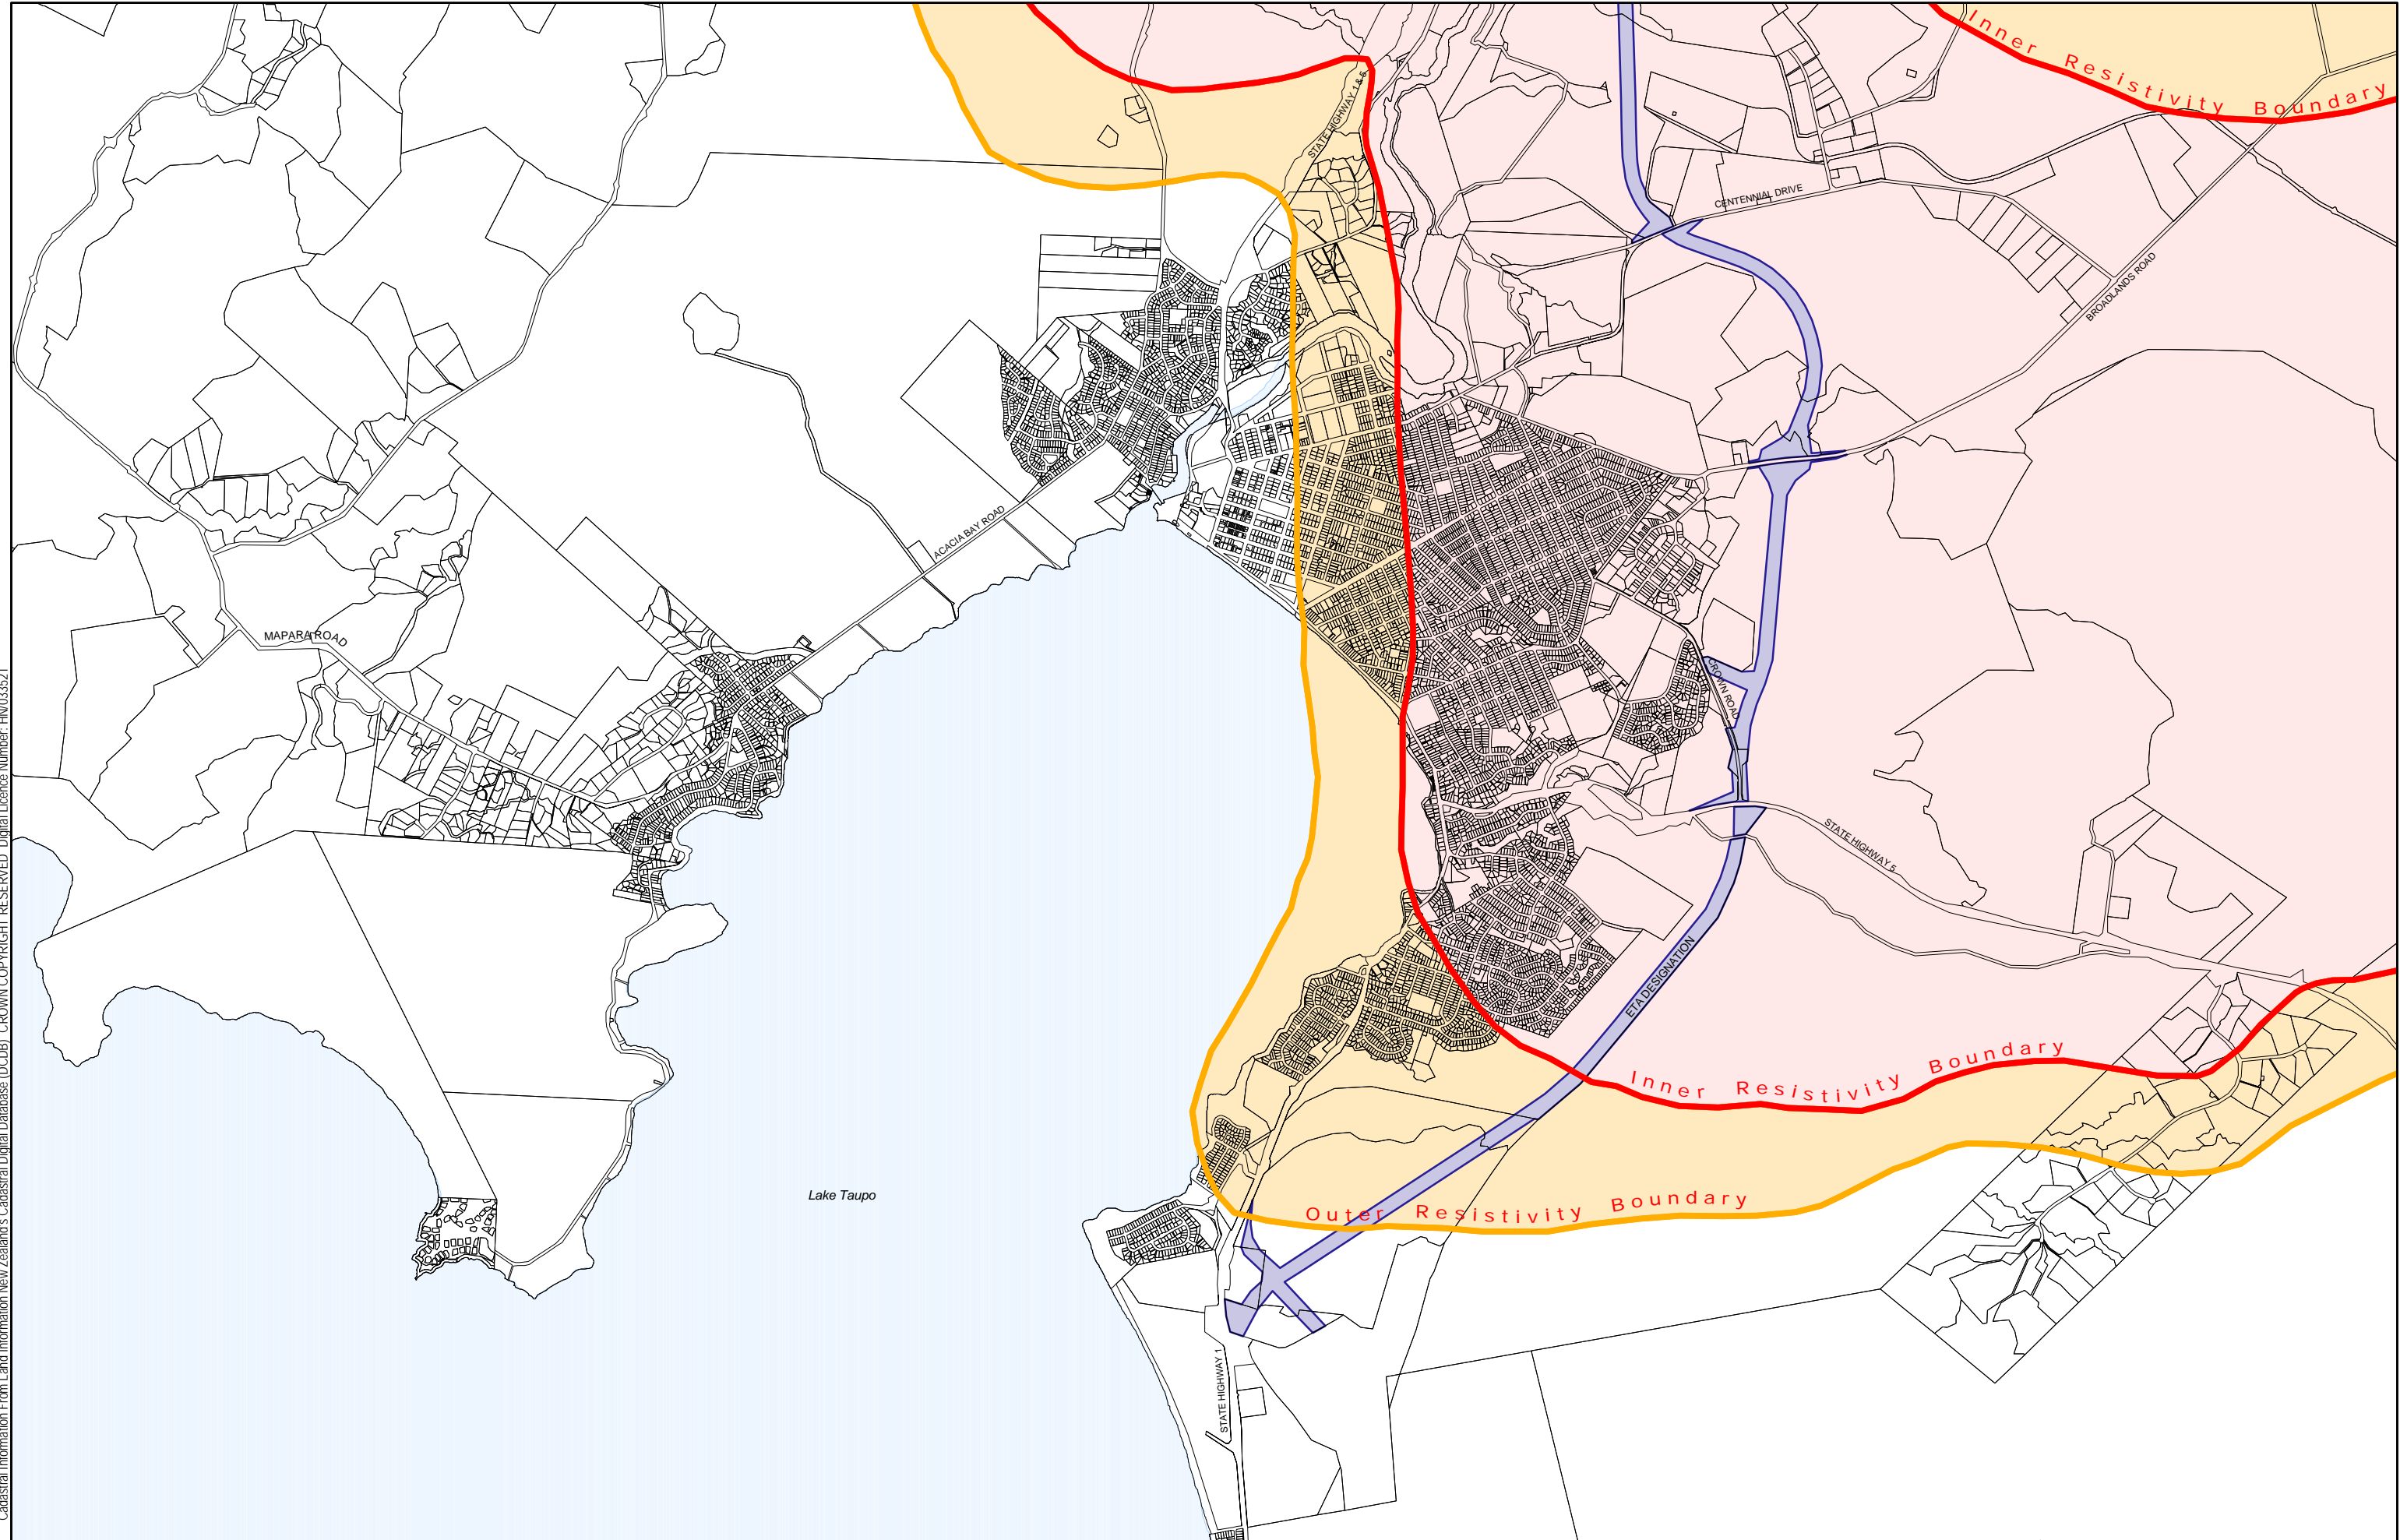 Inner Resistivity Boundary
STATE HIGHWAY 1 & 5
CENTENNIAL DRIVE
BROADLANDS ROAD
ACACIA BAY ROAD
MAPARA ROAD
CROWN ROAD
STATE HIGHWAY 5
ETA DESIGNATION
Inner Resistivity Boundary
Lake Taupo
Outer Resistivity Boundary
STATE HIGHWAY 1
Cadastral Information From Land Information New Zealand's Cadastral Digital Database (DCDB) CROWN COPYRIGHT RESERVED Digital Licence Number: HN/033521